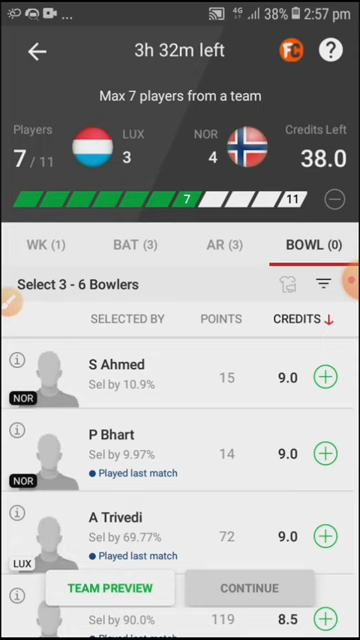 ... 4G 38% 2:57 pm
3h 32m left FC ?
Max 7 players from a team
Players LUX NOR Credits Left
7 / 11 3 4 38.0
7 11
WK (1) BAT (3) AR (3) BOWL (0)
Select 3 - 6 Bowlers
SELECTED BY POINTS CREDITS
S Ahmed
Sel by 10.9% 15 9.0
NOR
P Bhart
Sel by 9.97% 14 9.0
Played last match
NOR
A Trivedi
Sel by 69.77% 72 9.0
Played last match
LUX
TEAM PREVIEW CONTINUE
Sel by 90.0% 119 8.5